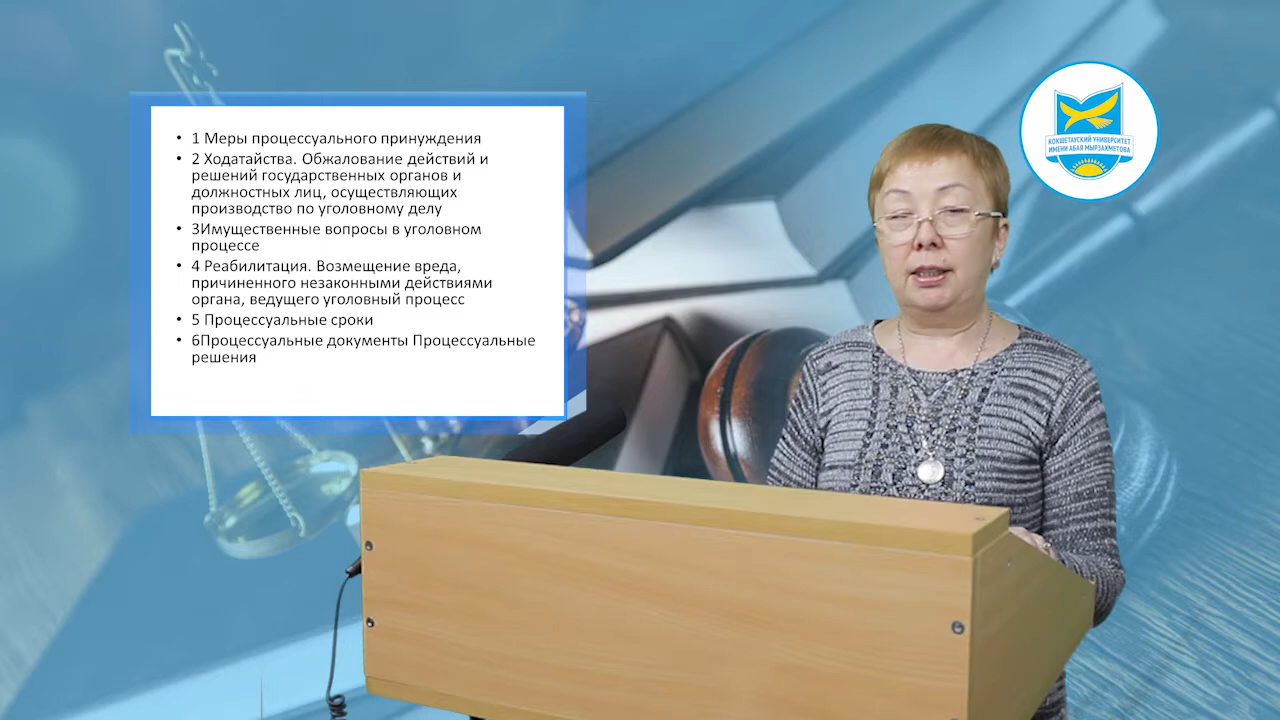 • 1 Меры процессуального принуждения
• 2 Ходатайства. Обжалование действий и
решений государственных органов и
должностных лиц, осуществляющих
производство по уголовному делу
• 3Имущественные вопросы в уголовном
процессе
• 4 Реабилитация. Возмещение вреда,
причиненного незаконными действиями
органа, ведущего уголовный процесс
• 5 Процессуальные сроки
• 6Процессуальные документы Процессуальные
решения
КОКШЕТАУСКИЙ УНИВЕРСИТЕТ
ИМЕНИ АБАЯ МЫРЗАХМЕТОВА